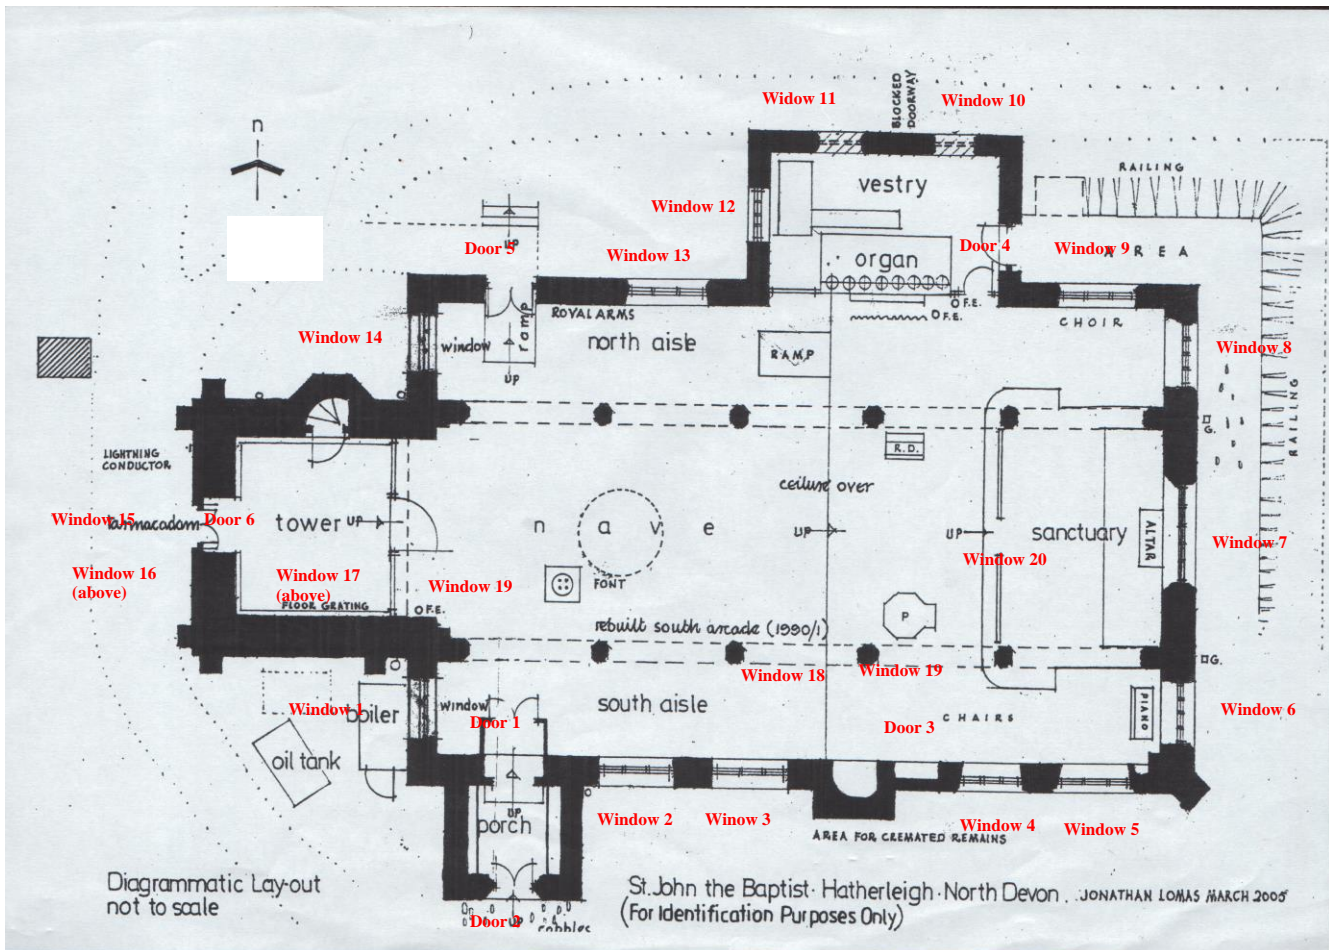 n
Widow 11
BLOCKED
DOORWAY
Window 10
RAILING
vestry
Window 12
Door 5
UP
Window 13
Door 4
organ
Window 9
AREA
O F.E.
O F.E.
ROYAL ARMS
ramp
CHOIR
Window 14
window
north aisle
RAMP
Window 8
UP
RAILING
G.
R.D.
LIGHTNING
CONDUCTOR
ceilure over
Window 15
tarmacadam
Door 6
tower
UP
nave
UP
UP
sanctuary
ALTAR
Window 7
Window 20
Window 16
(above)
Window 17
(above)
FLOOR GRATING
Window 19
FONT
O F.E.
P
rebuilt south arcade (1990/1)
G.
Window 18
Window 19
Window 1
boiler
window
Door 1
south aisle
Door 3
CHAIRS
PIANO
Window 6
oil tank
UP
porch
Window 2
Winow 3
Window 4
Window 5
AREA FOR CREMATED REMAINS
Diagrammatic Lay-out
not to scale
St. John the Baptist · Hatherleigh · North Devon. JONATHAN LOMAS MARCH 2005
(For Identification Purposes Only)
Door 2
UP
cobbles